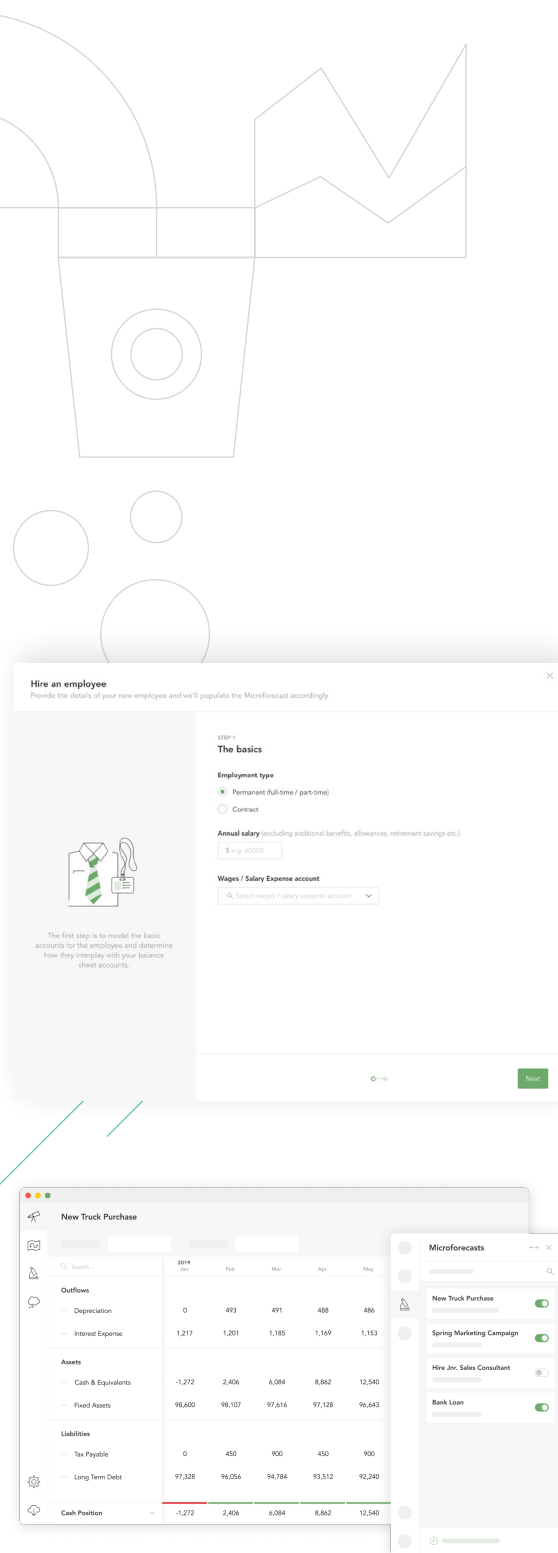 Hire an employee
Provide the details of your new employee and we'll populate the Microforecast accordingly
STEP 1
The basics
Employment type
Permanent (full-time / part-time)
Contract
Annual salary (excluding additional benefits, allowances, retirement savings etc.)
$ e.g. 60000
Wages / Salary Expense account
Select wages / salary expense account
The first step is to model the basic
accounts for the employee and determine
how they interplay with your balance
sheet accounts.
Next
New Truck Purchase
Search ...
2019
Jan Feb Mar Apr May
Outflows
Depreciation 0 493 491 488 486
Interest Expense 1,217 1,201 1,185 1,169 1,153
Assets
Cash & Equivalents -1,272 2,406 6,084 8,862 12,540
Fixed Assets 98,600 98,107 97,616 97,128 96,643
Liabilities
Tax Payable 0 450 900 450 900
Long Term Debt 97,328 96,056 94,784 93,512 92,240
Cash Position -1,272 2,406 6,084 8,862 12,540
Microforecasts
New Truck Purchase
Spring Marketing Campaign
Hire Jnr. Sales Consultant
Bank Loan